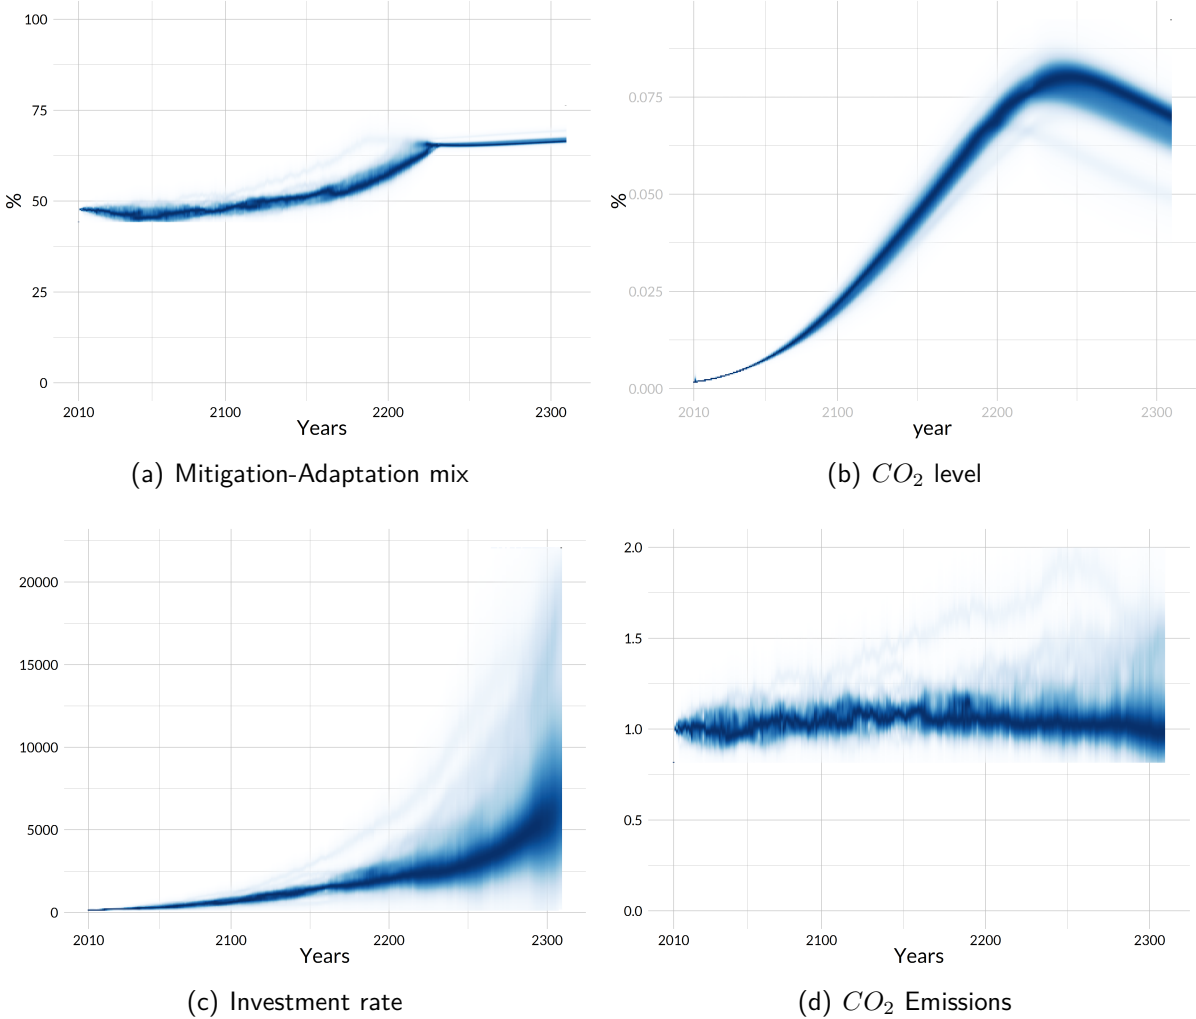 100
75
50
25
0
%
2010 2100 2200 2300
Years
(a) Mitigation-Adaptation mix
0.075
0.050
0.025
0.000
%
2010 2100 2200 2300
year
(b) CO2 level
20000
15000
10000
5000
0
2010 2100 2200 2300
Years
(c) Investment rate
2.0
1.5
1.0
0.5
0.0
2010 2100 2200 2300
Years
(d) CO2 Emissions